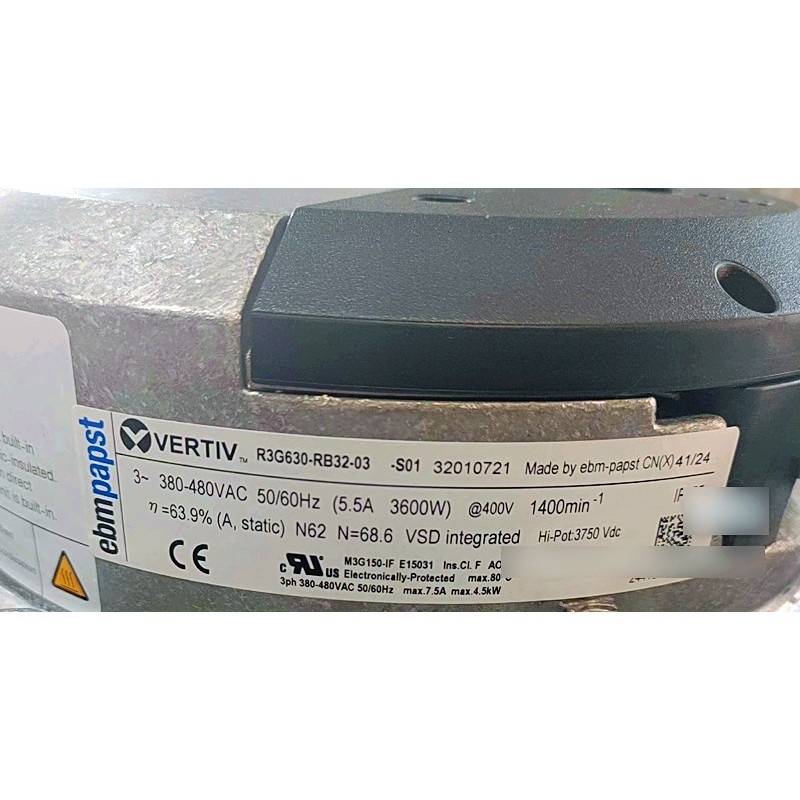 built-in
direct
nic is built-in.
ebmpapst
VERTIV™ R3G630-RB32-03 -S01 32010721 Made by ebm-papst CN(X) 41/24
3~ 380-480VAC 50/60Hz (5.5A 3600W) @400V 1400min⁻¹
η=63.9% (A, static) N62 N=68.6 VSD integrated Hi-Pot:3750 Vdc
CE
c RU US M3G150-IF E15031 Ins.Cl. F
Electronically-Protected max.80
3ph 380-480VAC 50/60Hz max.7.5A max.4.5kW